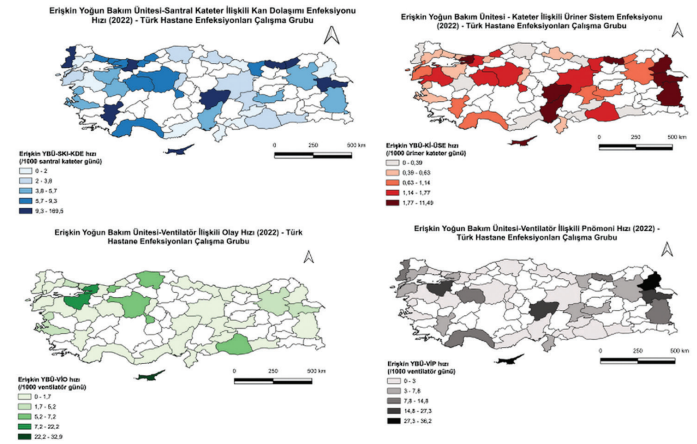 Erişkin Yoğun Bakım Ünitesi-Santral Kateter İlişkili Kan Dolaşımı Enfeksiyonu
Hızı (2022) - Türk Hastane Enfeksiyonları Çalışma Grubu
Erişkin YBÜ-SKI-KDE hızı
(/1000 santral kateter günü)
0 - 2
2 - 3,8
3,8 - 5,7
5,7 - 9,3
9,3 - 169,5
0 250 500 km
Erişkin Yoğun Bakım Ünitesi - Kateter İlişkili Üriner Sistem Enfeksiyonu
(2022) - Türk Hastane Enfeksiyonları Çalışma Grubu
Erişkin YBÜ-Kİ-ÜSE hızı
(/1000 üriner kateter günü)
0 - 0,39
0,39 - 0,63
0,63 - 1,14
1,14 - 1,77
1,77 - 11,49
0 250 500 km
Erişkin Yoğun Bakım Ünitesi-Ventilatör İlişkili Olay Hızı (2022) - Türk
Hastane Enfeksiyonları Çalışma Grubu
Erişkin YBÜ-VİO hızı
(/1000 ventilatör günü)
0 - 1,7
1,7 - 5,2
5,2 - 7,2
7,2 - 22,2
22,2 - 32,9
0 250 500 km
Erişkin Yoğun Bakım Ünitesi-Ventilatör İlişkili Pnömoni Hızı (2022) -
Türk Hastane Enfeksiyonları Çalışma Grubu
Erişkin YBÜ-VİP hızı
(/1000 ventilatör günü)
0 - 3
3 - 7,8
7,8 - 14,8
14,8 - 27,3
27,3 - 36,2
0 250 500 km